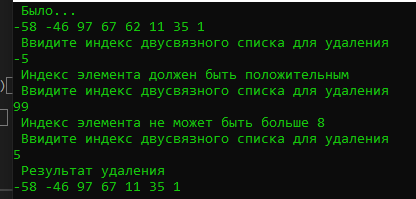 Было...
-58 -46 97 67 62 11 35 1
Ввидите индекс двусвязного списка для удаления
-5
Индекс элемента должен быть положительным
Ввидите индекс двусвязного списка для удаления
99
Индекс элемента не может быть больше 8
Ввидите индекс двусвязного списка для удаления
5
Результат удаления
-58 -46 97 67 11 35 1